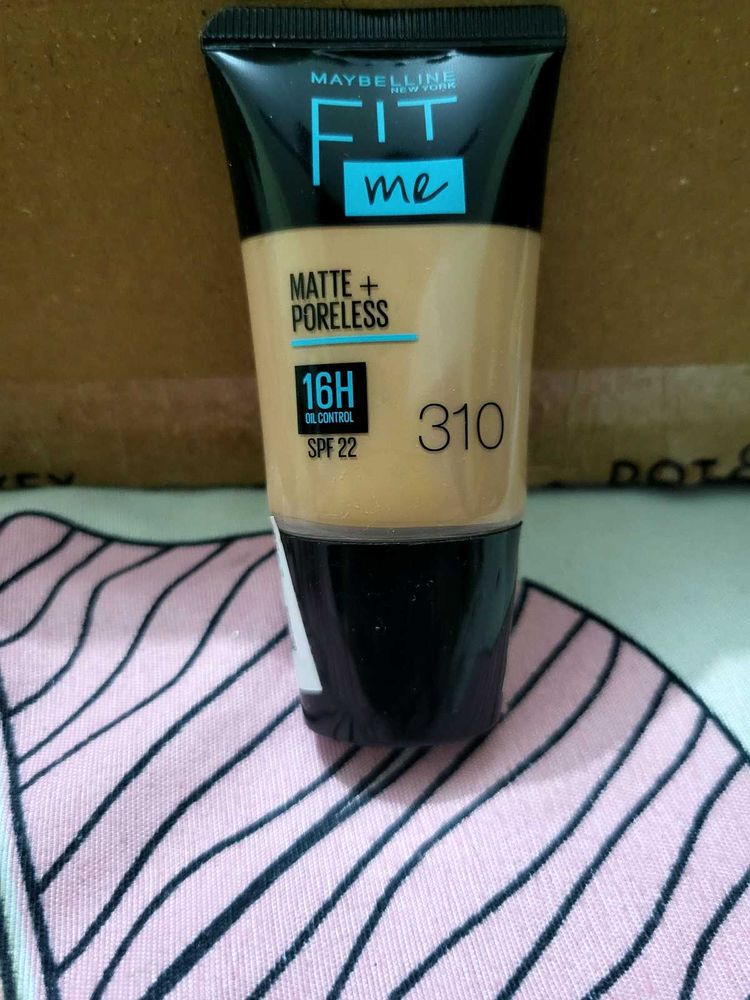 MAYBELLINE
NEW YORK
FIT
me
MATTE +
PORELESS
16H
OIL CONTROL
SPF 22
310